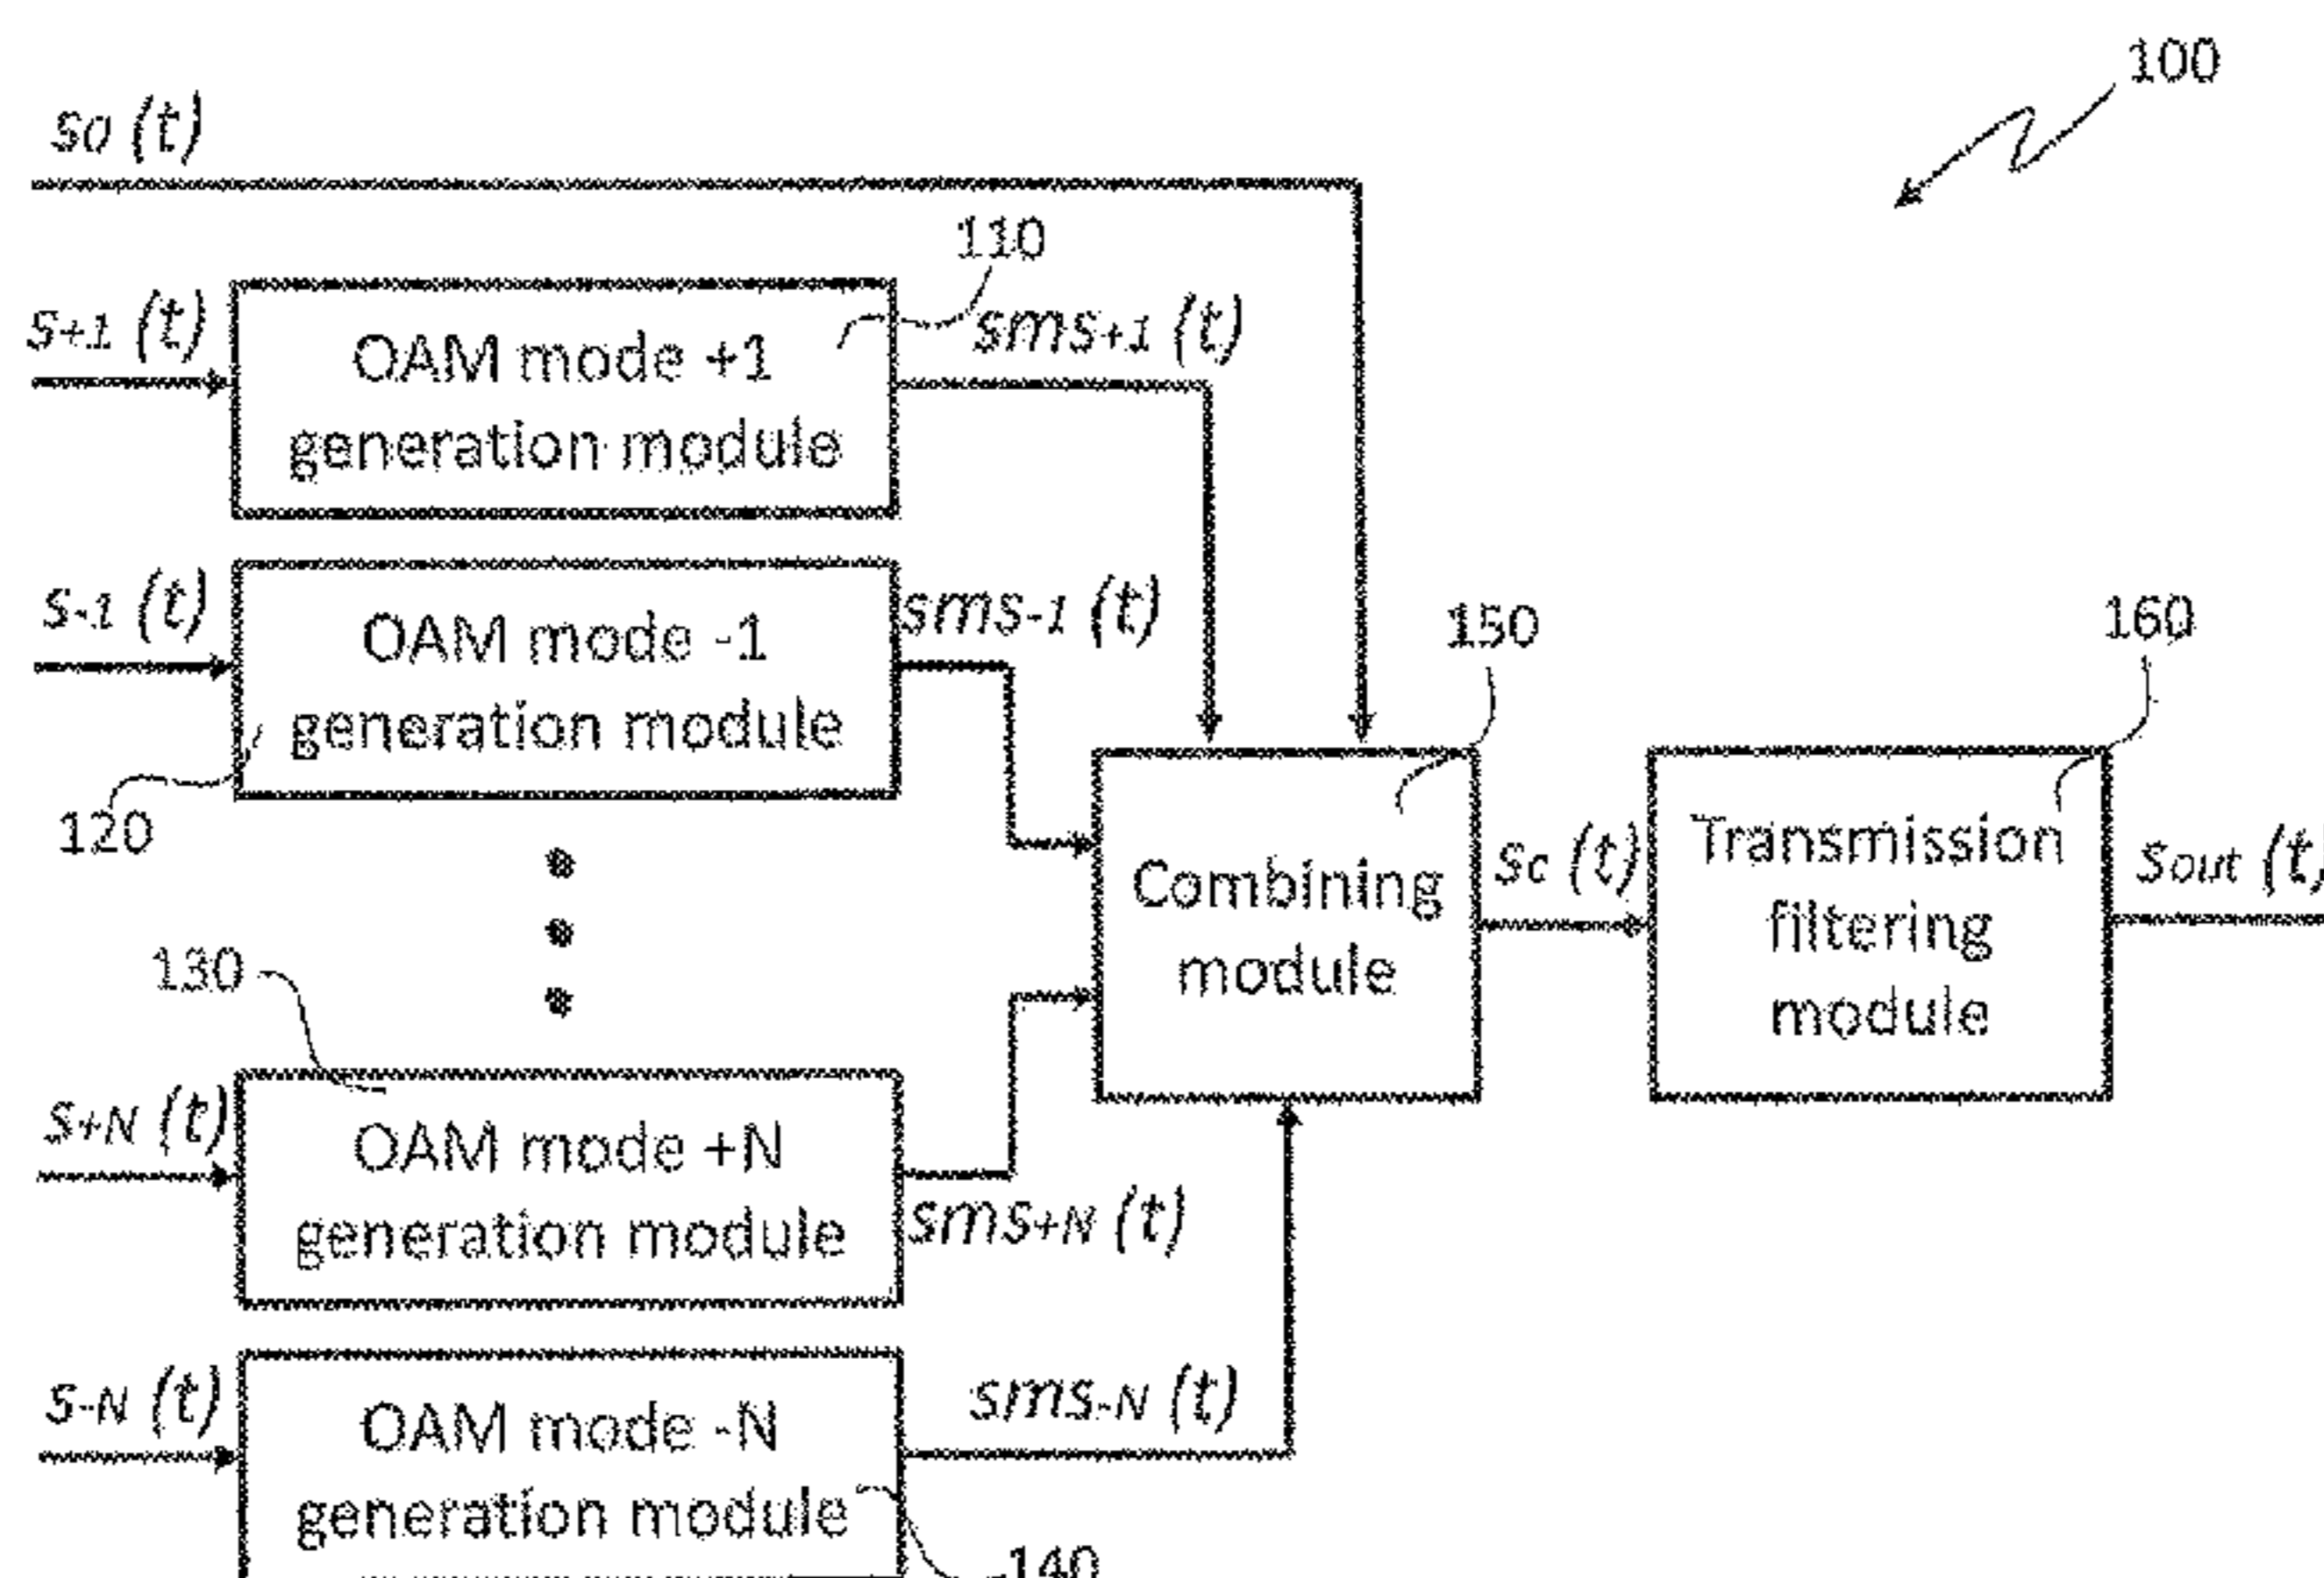 100
s0 (t)
110
s+1 (t)
OAM mode +1
generation module
sms+1 (t)
s-1 (t)
OAM mode -1
generation module
sms-1 (t)
120
150
160
Combining
module
sc (t)
Transmission
filtering
module
sout (t)
130
s+N (t)
OAM mode +N
generation module
sms+N (t)
s-N (t)
OAM mode -N
generation module
sms-N (t)
140